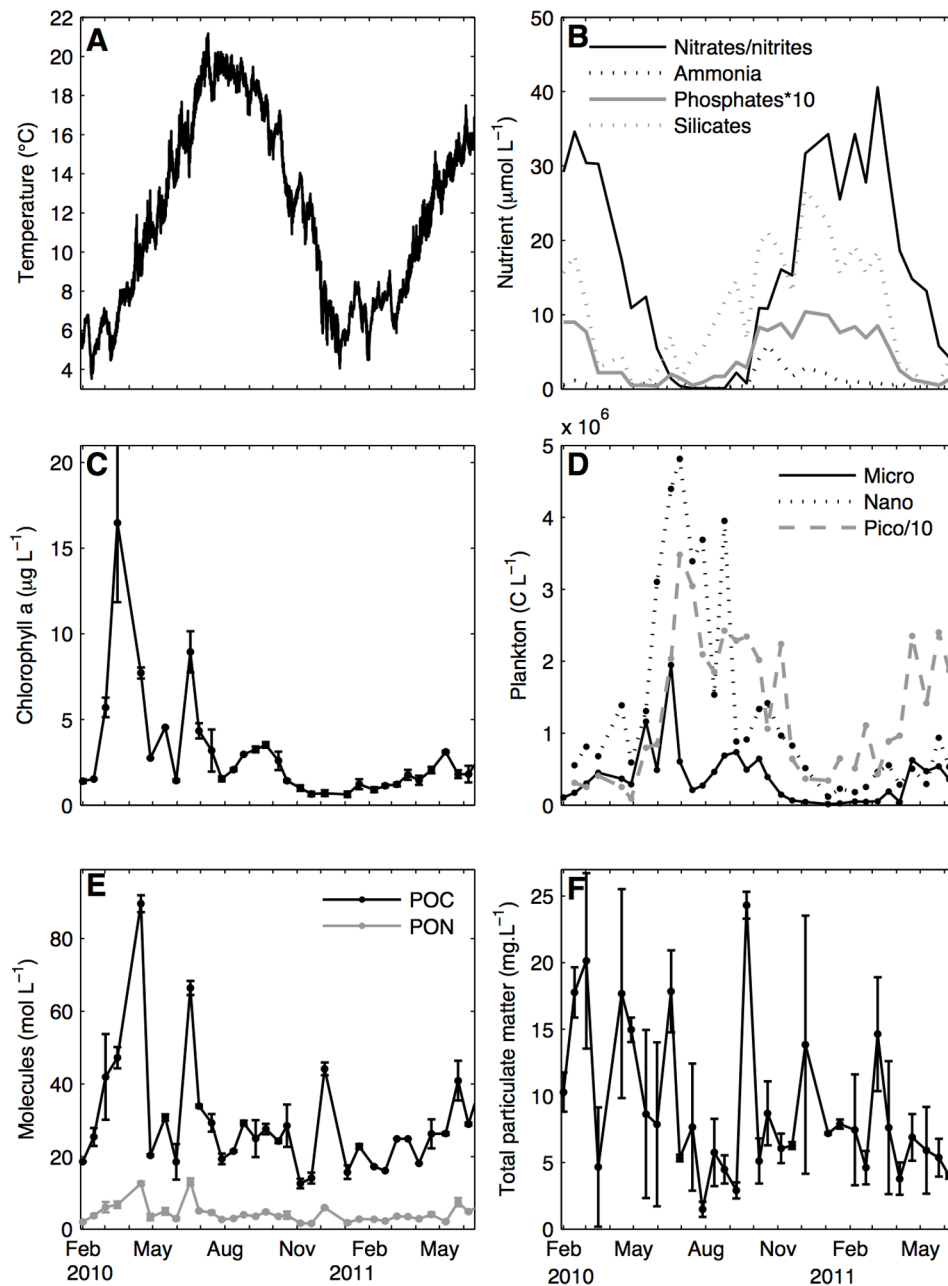 A
Temperature (°C)
22
20
18
16
14
12
10
8
6
4
B
Nutrient (µmol L⁻¹)
50
40
30
20
10
0
Nitrates/nitrites
Ammonia
Phosphates*10
Silicates
C
Chlorophyll a (µg L⁻¹)
20
15
10
5
0
D
x 10⁶
Plankton (C L⁻¹)
5
4
3
2
1
0
Micro
Nano
Pico/10
E
Molecules (mol L⁻¹)
80
60
40
20
0
POC
PON
Feb May Aug Nov Feb May
2010 2011
F
Total particulate matter (mg.L⁻¹)
25
20
15
10
5
0
Feb May Aug Nov Feb May
2010 2011